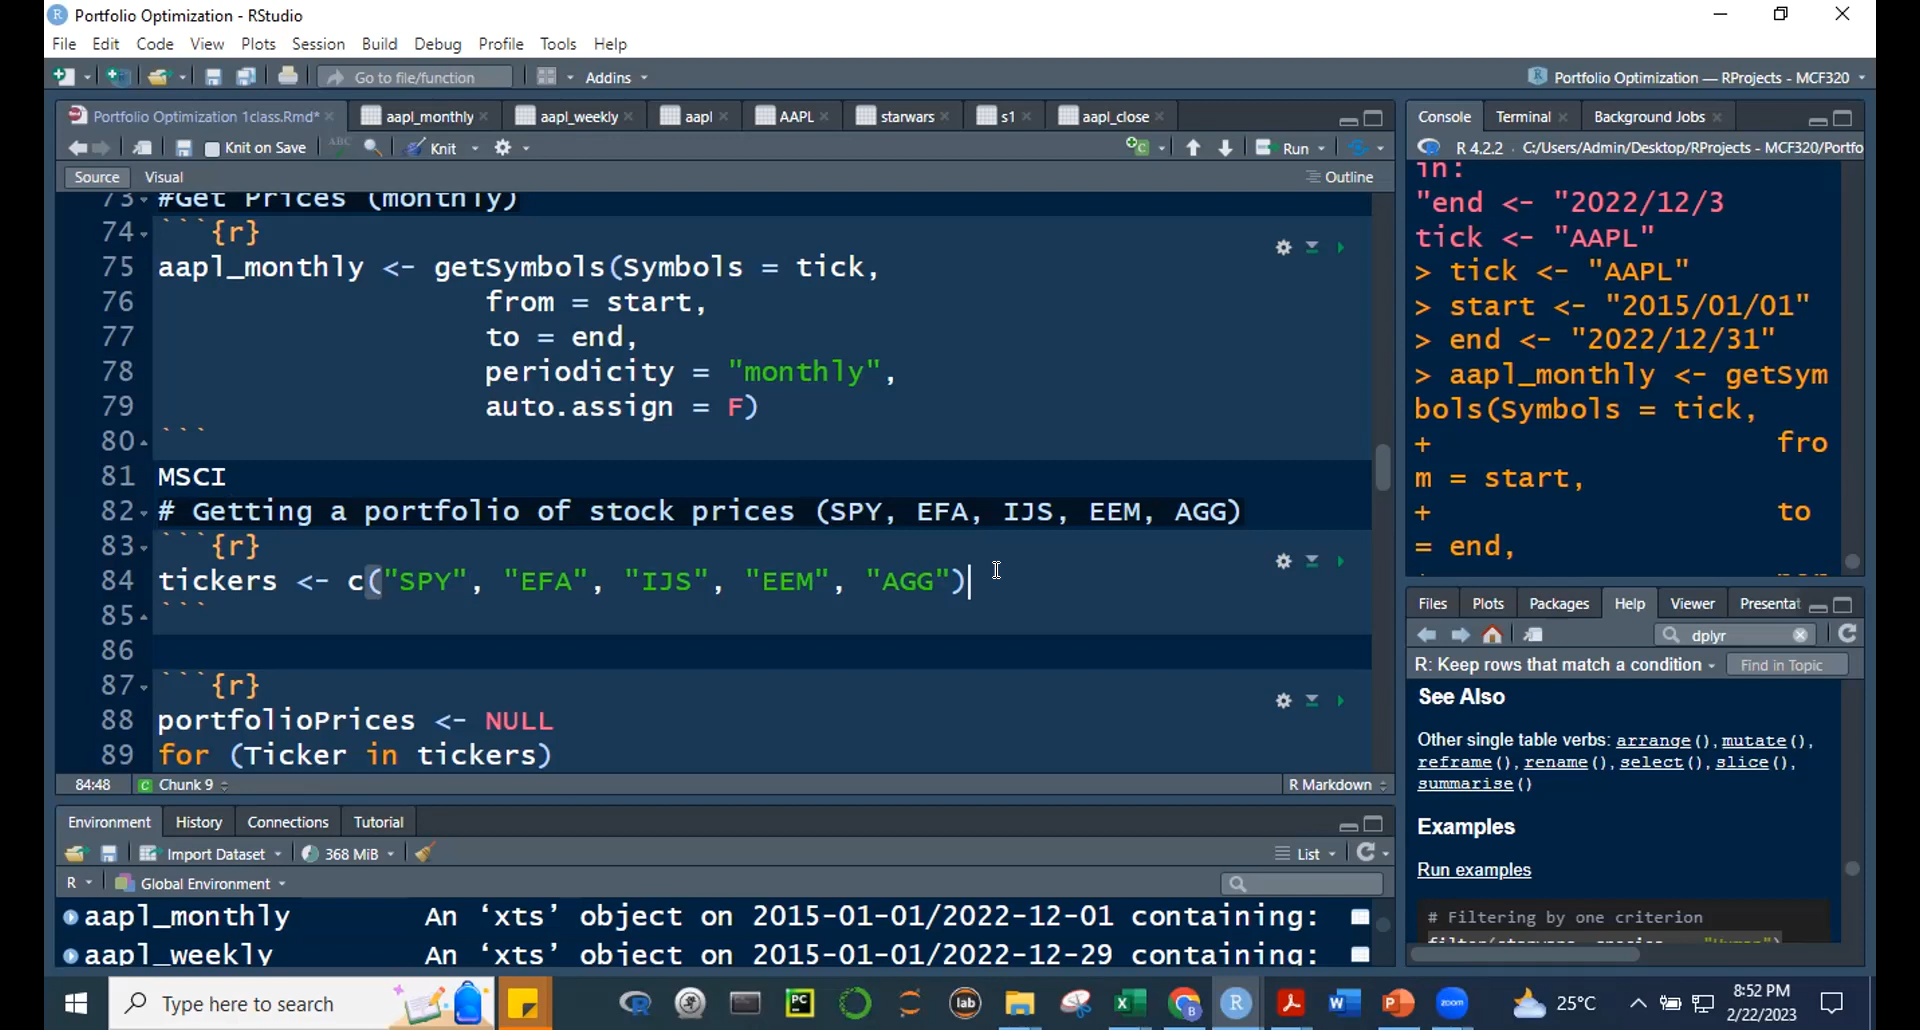 Portfolio Optimization - RStudio
File Edit Code View Plots Session Build Debug Profile Tools Help
Go to file/function Addins Portfolio Optimization — RProjects - MCF320
Portfolio Optimization 1class.Rmd* aapl_monthly aapl_weekly aapl AAPL starwars s1 aapl_close
Knit on Save ABC Knit Run
Source Visual Outline
73 #Get Prices (monthly)
74 ```{r}
75 aapl_monthly <- getSymbols(Symbols = tick,
76 from = start,
77 to = end,
78 periodicity = "monthly",
79 auto.assign = F)
80 ```
81 MSCI
82 # Getting a portfolio of stock prices (SPY, EFA, IJS, EEM, AGG)
83 ```{r}
84 tickers <- c("SPY", "EFA", "IJS", "EEM", "AGG")
85 ```
86
87 ```{r}
88 portfolioPrices <- NULL
89 for (Ticker in tickers)
84:48 Chunk 9 R Markdown
Environment History Connections Tutorial
Import Dataset 368 MiB List
R Global Environment
aapl_monthly An ‘xts’ object on 2015-01-01/2022-12-01 containing:
aapl_weekly An ‘xts’ object on 2015-01-01/2022-12-29 containing:
Console Terminal Background Jobs
R 4.2.2 · C:/Users/Admin/Desktop/RProjects - MCF320/Portfo
in:
"end <- "2022/12/3
tick <- "AAPL"
> tick <- "AAPL"
> start <- "2015/01/01"
> end <- "2022/12/31"
> aapl_monthly <- getSym
bols(Symbols = tick,
+ fro
m = start,
+ to
= end,
Files Plots Packages Help Viewer Presentat
dplyr
R: Keep rows that match a condition Find in Topic
See Also
Other single table verbs: arrange(), mutate(),
reframe(), rename(), select(), slice(),
summarise()
Examples
Run examples
# Filtering by one criterion
Type here to search PC lab zoom 25°C 8:52 PM
2/22/2023